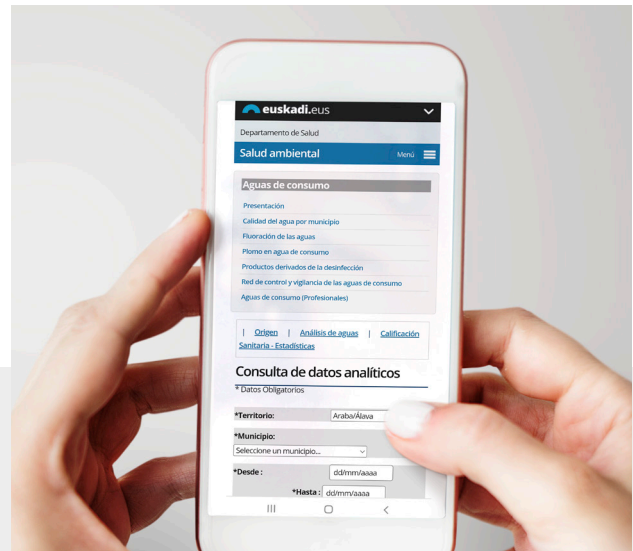 euskadi.eus
Departamento de Salud
Salud ambiental Menú
Aguas de consumo
Presentación
Calidad del agua por municipio
Fluoración de las aguas
Plomo en agua de consumo
Productos derivados de la desinfección
Red de control y vigilancia de las aguas de consumo
Aguas de consumo (Profesionales)
| Origen | Análisis de aguas | Calificación
Sanitaria - Estadísticas
Consulta de datos analíticos
* Datos Obligatorios
*Territorio: Araba/Álava
*Municipio:
Seleccione un municipio...
*Desde : dd/mm/aaaa
*Hasta : dd/mm/aaaa